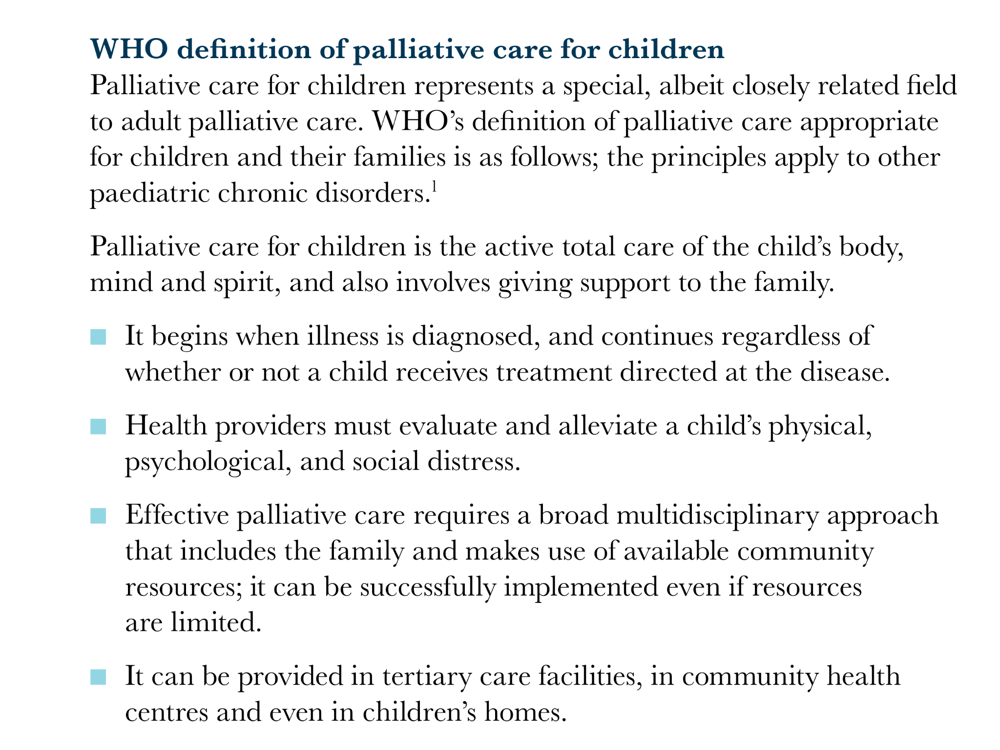 WHO definition of palliative care for children
Palliative care for children represents a special, albeit closely related field
to adult palliative care. WHO’s definition of palliative care appropriate
for children and their families is as follows; the principles apply to other
paediatric chronic disorders.1
Palliative care for children is the active total care of the child’s body,
mind and spirit, and also involves giving support to the family.
■ It begins when illness is diagnosed, and continues regardless of
whether or not a child receives treatment directed at the disease.
■ Health providers must evaluate and alleviate a child’s physical,
psychological, and social distress.
■ Effective palliative care requires a broad multidisciplinary approach
that includes the family and makes use of available community
resources; it can be successfully implemented even if resources
are limited.
■ It can be provided in tertiary care facilities, in community health
centres and even in children’s homes.